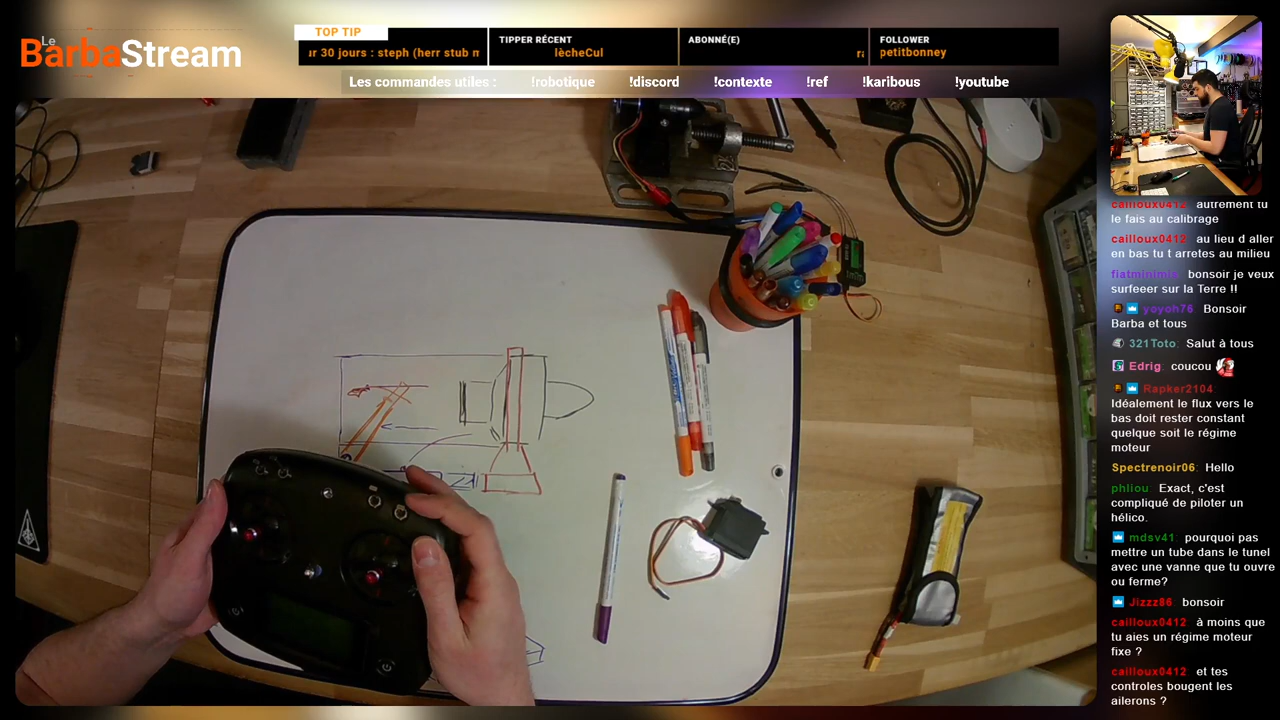 Le
BarbaStream
TOP TIP
ır 30 jours : steph (herr stub n
TIPPER RÉCENT
lècheCul
ABONNÉ(E)
FOLLOWER
petitbonney
Les commandes utiles : !robotique !discord !contexte !ref !karibous !youtube
cailloux0412 autrement tu
le fais au calibrage
cailloux0412 au lieu d aller
en bas tu t arretes au milieu
fiatminimix bonsoir je veux
surfeeer sur la Terre !!
yoyoh76 Bonsoir
Barba et tous
321Toto: Salut à tous
Edrig: coucou
Rapker2104:
Idéalement le flux vers le
bas doit rester constant
quelque soit le régime
moteur
Spectrenoir06: Hello
phliou: Exact, c'est
compliqué de piloter un
hélico.
mdsv41: pourquoi pas
mettre un tube dans le tunel
avec une vanne que tu ouvre
ou ferme?
Jizzz86 bonsoir
cailloux0412 à moins que
tu aies un régime moteur
fixe ?
cailloux0412 et tes
controles bougent les
ailerons ?